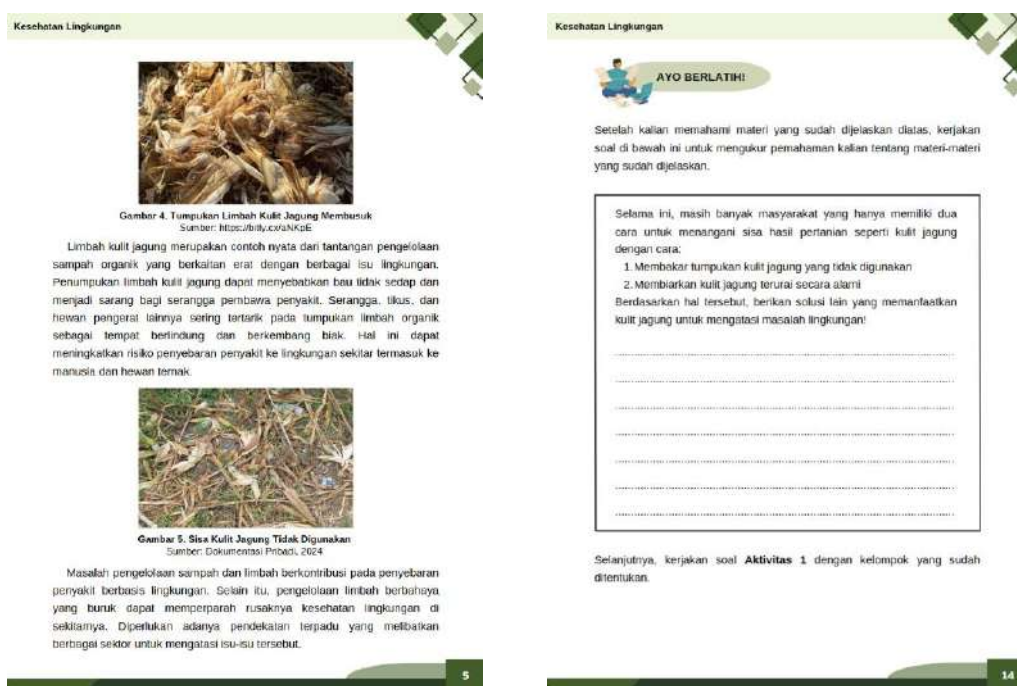 Kesehatan Lingkungan
Gambar 4. Tumpukan Limbah Kulit Jagung Membusuk
Sumber: https://bitly.cx/aNKpE
Limbah kulit jagung merupakan contoh nyata dari tantangan pengelolaan
sampah organik yang berkaitan erat dengan berbagai isu lingkungan.
Penumpukan limbah kulit jagung dapat menyebabkan bau tidak sedap dan
menjadi sarang bagi serangga pembawa penyakit. Serangga, tikus, dan
hewan pengerat lainnya sering tertarik pada tumpukan limbah organik
sebagai tempat berlindung dan berkembang biak. Hal ini dapat
meningkatkan risiko penyebaran penyakit ke lingkungan sekitar termasuk ke
manusia dan hewan ternak.
Gambar 5. Sisa Kulit Jagung Tidak Digunakan
Sumber: Dokumentasi Pribadi, 2024
Masalah pengelolaan sampah dan limbah berkontribusi pada penyebaran
penyakit berbasis lingkungan. Selain itu, pengelolaan limbah berbahaya
yang buruk dapat memperparah rusaknya kesehatan lingkungan di
sekitarnya. Diperlukan adanya pendekatan terpadu yang melibatkan
berbagai sektor untuk mengatasi isu-isu tersebut.
5
Kesehatan Lingkungan
AYO BERLATIH!
Setelah kalian memahami materi yang sudah dijelaskan diatas, kerjakan
soal di bawah ini untuk mengukur pemahaman kalian tentang materi-materi
yang sudah dijelaskan.
Selama ini, masih banyak masyarakat yang hanya memiliki dua
cara untuk menangani sisa hasil pertanian seperti kulit jagung
dengan cara:
1. Membakar tumpukan kulit jagung yang tidak digunakan
2. Membiarkan kulit jagung terurai secara alami
Berdasarkan hal tersebut, berikan solusi lain yang memanfaatkan
kulit jagung untuk mengatasi masalah lingkungan!
Selanjutnya, kerjakan soal Aktivitas 1 dengan kelompok yang sudah
ditentukan.
14